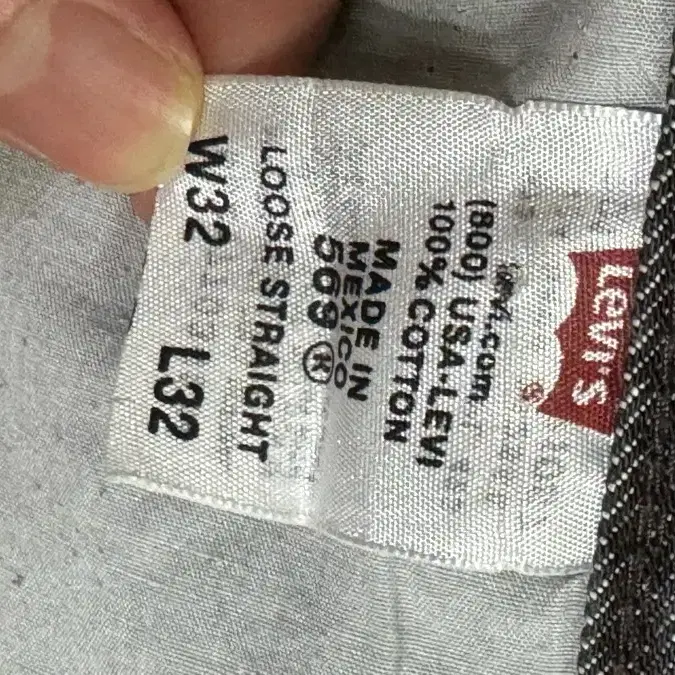 Levi's
®
levi.com
(800) USA-LEVI
100% COTTON
MADE IN
MEXICO
569®
LOOSE STRAIGHT
W32 L32